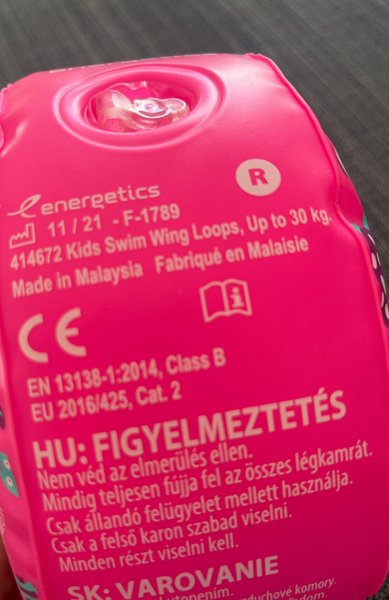 R
energetics
11 / 21 - F-1789
414672 Kids Swim Wing Loops, Up to 30 kg.
Made in Malaysia Fabriqué en Malaisie
CE
EN 13138-1:2014, Class B
EU 2016/425, Cat. 2
HU: FIGYELMEZTETÉS
Nem véd az elmerülés ellen.
Mindig teljesen fújja fel az összes légkamrát.
Csak állandó felügyelet mellett használja.
Csak a felső karon szabad viselni.
Minden részt viselni kell.
SK: VAROVANIE
utopením.
duchové komory.